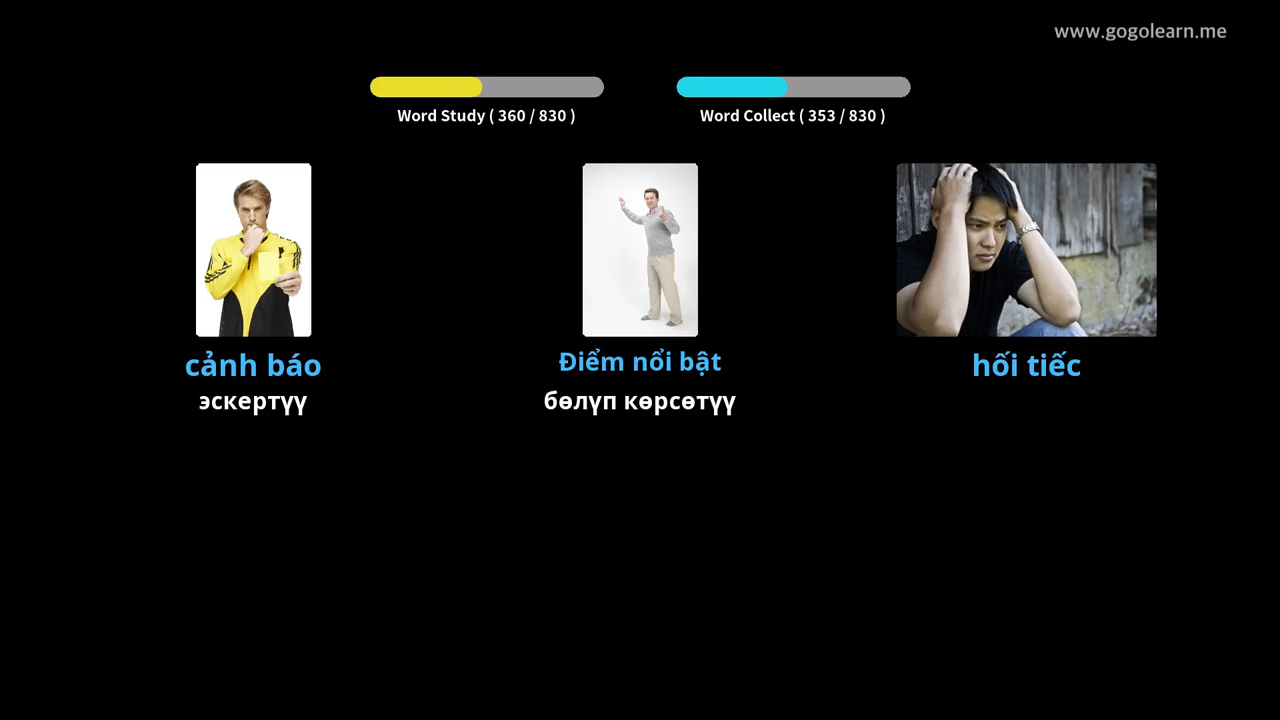 www.gogolearn.me
Word Study ( 360 / 830 )
Word Collect ( 353 / 830 )
cảnh báo
эскертүү
Điểm nổi bật
бөлүп көрсөтүү
hối tiếc